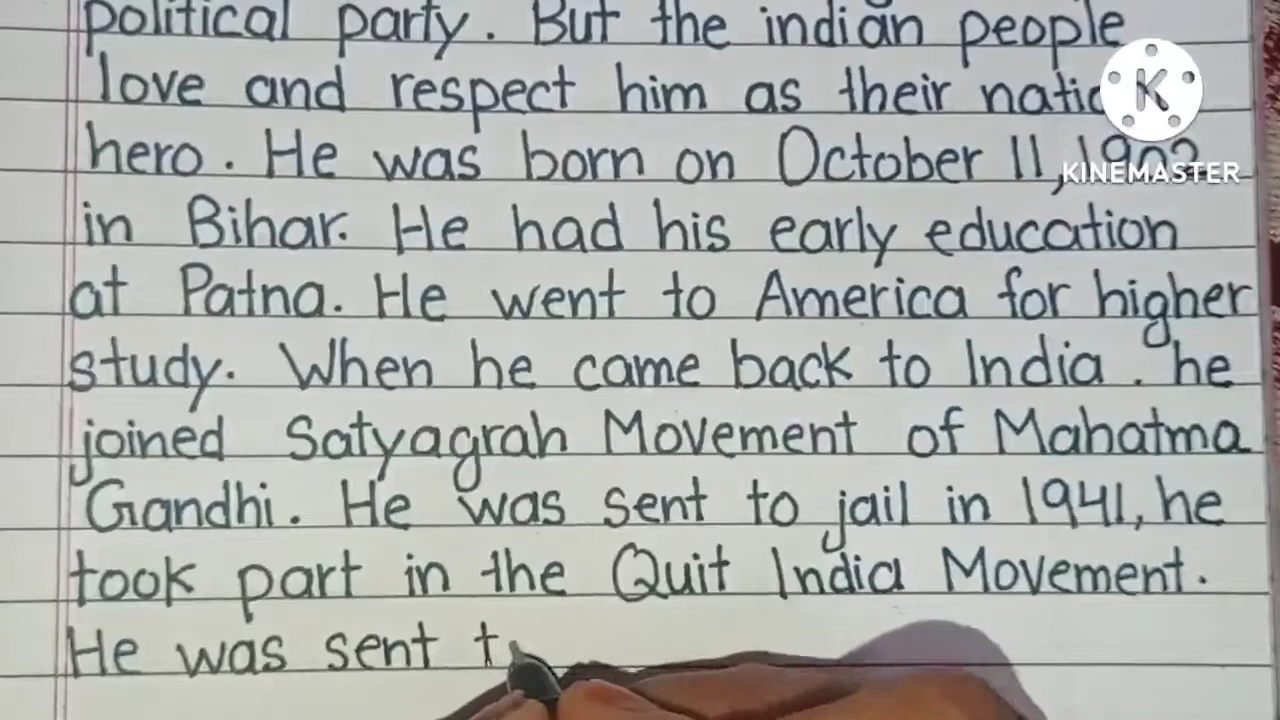 political party. But the indian people
love and respect him as their
hero. He was born on October 11, 1902
in Bihar. He had his early education
at Patna. He went to America for higher
study. When he came back to India. he
joined Satyagrah Movement of Mahatma
Gandhi. He was sent to jail in 1941, he
took part in the Quit India Movement.
He was sent t
K
KINEMASTER